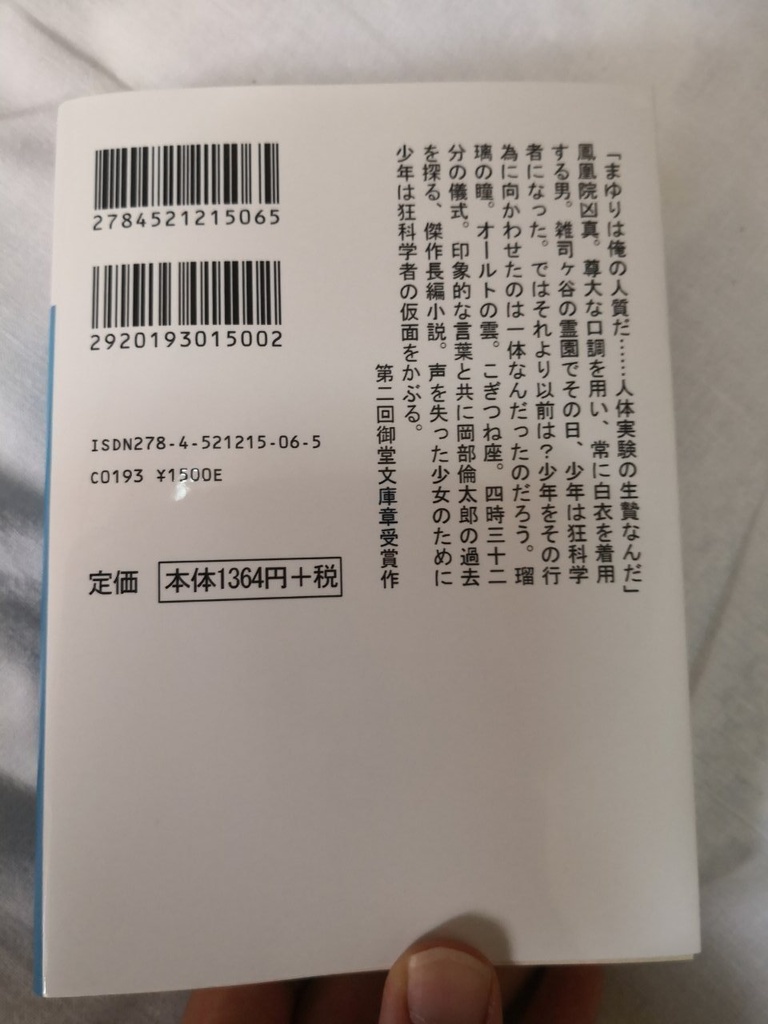 「まゆりは俺の人質だ……人体実験の生贄なんだ」
鳳凰院凶真。尊大な口調を用い、常に白衣を着用
する男。雑司ヶ谷の霊園でその日、少年は狂科学
者になった。ではそれより以前は？少年をその行
為に向かわせたのは一体なんだったのだろう。瑠
璃の瞳。オールトの雲。こぎつね座。四時三十二
分の儀式。印象的な言葉と共に岡部倫太郎の過去
を探る、傑作長編小説。声を失った少女のために
少年は狂科学者の仮面をかぶる。
第二回御堂文庫章受賞作
2784521215065
2920193015002
ISDN278-4-521215-06-5
C0193 ¥1500E
定価 本体1364円＋税